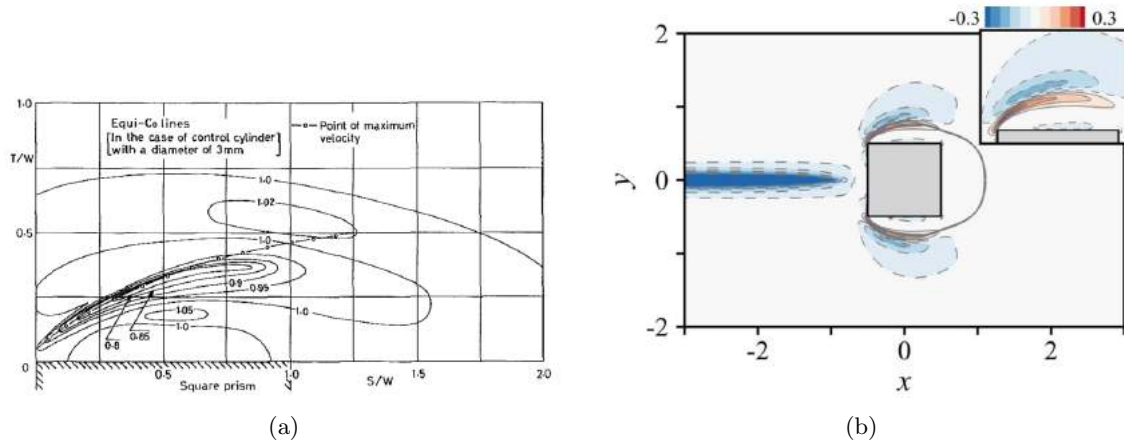 1.0
T/W
0.5
0
Equi-C_D lines
[In the case of control cylinder
with a diameter of 3mm]
Point of maximum
velocity
1.0
1.02
1.0
0.9
0.95
1.05
1.0
1.0
0.85
0.8
0.5
1.0
1.5
2.0
Square prism
S/W
(a)
-0.3
0.3
2
0
-2
y
-2
0
2
x
(b)